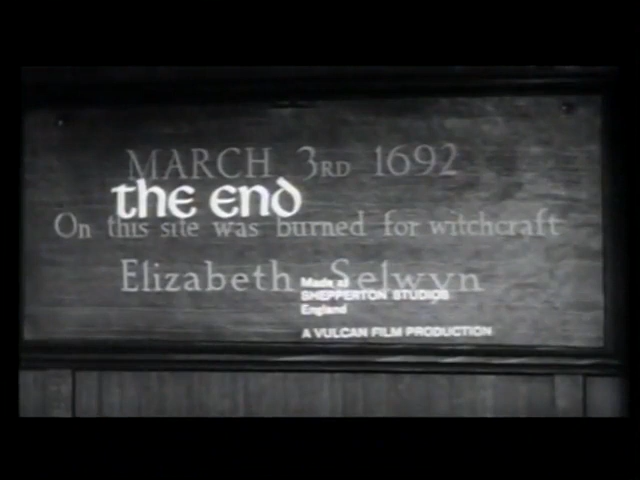 MARCH 3RD 1692
the end
On this site was burned for witchcraft
Elizabeth Selwyn
Made at
SHEPPERTON STUDIOS
England
A VULCAN FILM PRODUCTION